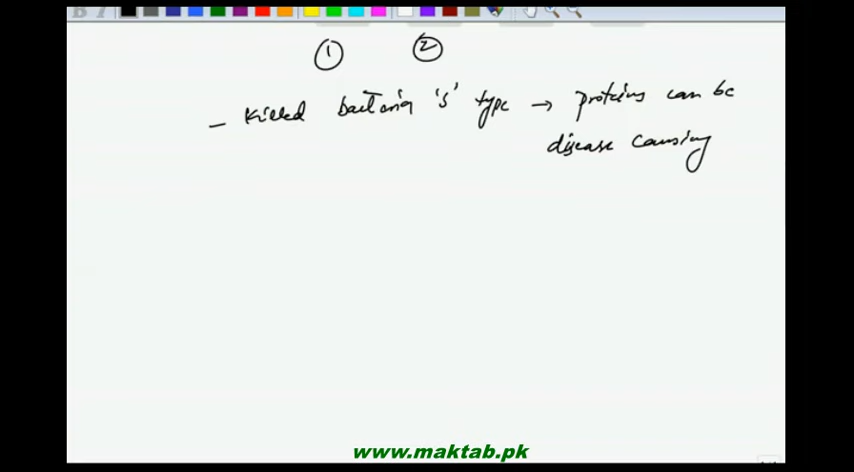 B I
1 2
- Killed bacteria 's' type → proteins can be
disease causing
www.maktab.pk